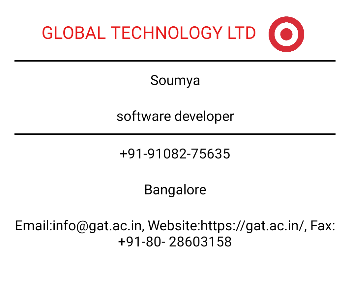 GLOBAL TECHNOLOGY LTD
Soumya
software developer
+91-91082-75635
Bangalore
Email:info@gat.ac.in, Website:https://gat.ac.in/, Fax:
+91-80- 28603158